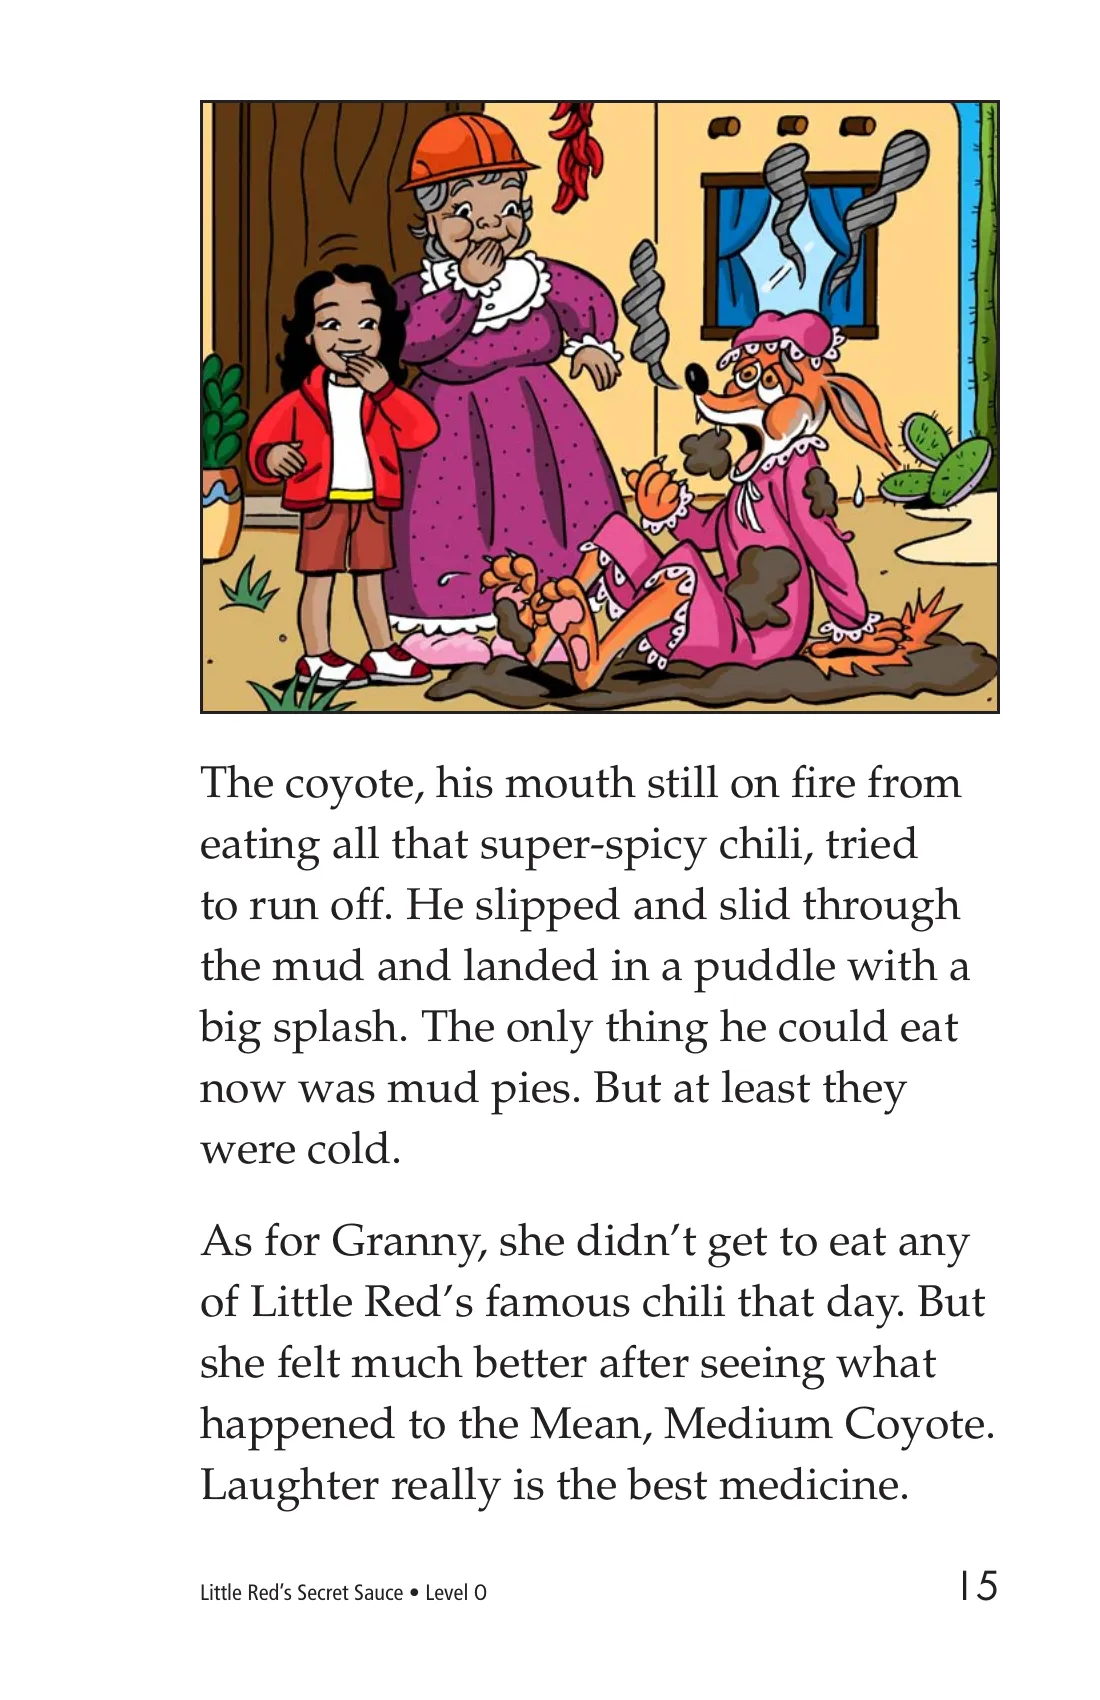 The coyote, his mouth still on fire from
eating all that super-spicy chili, tried
to run off. He slipped and slid through
the mud and landed in a puddle with a
big splash. The only thing he could eat
now was mud pies. But at least they
were cold.
As for Granny, she didn’t get to eat any
of Little Red’s famous chili that day. But
she felt much better after seeing what
happened to the Mean, Medium Coyote.
Laughter really is the best medicine.
Little Red’s Secret Sauce • Level O
15